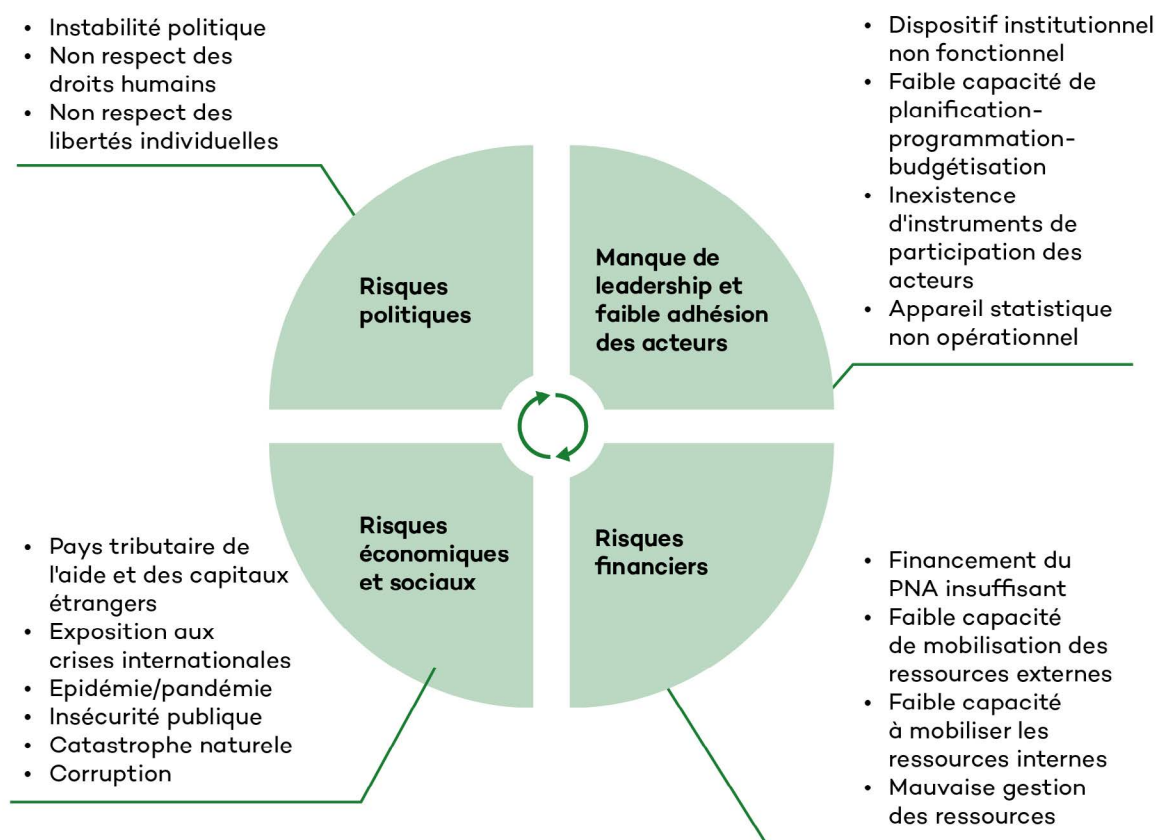 • Instabilité politique
• Non respect des
droits humains
• Non respect des
libertés individuelles
• Dispositif institutionnel
non fonctionnel
• Faible capacité de
planification-
programmation-
budgétisation
• Inexistence
d'instruments de
participation des
acteurs
• Appareil statistique
non opérationnel
Risques
politiques
Manque de
leadership et
faible adhésion
des acteurs
Risques
économiques
et sociaux
Risques
financiers
• Pays tributaire de
l'aide et des capitaux
étrangers
• Exposition aux
crises internationales
• Epidémie/pandémie
• Insécurité publique
• Catastrophe naturele
• Corruption
• Financement du
PNA insuffisant
• Faible capacité
de mobilisation des
ressources externes
• Faible capacité
à mobiliser les
ressources internes
• Mauvaise gestion
des ressources